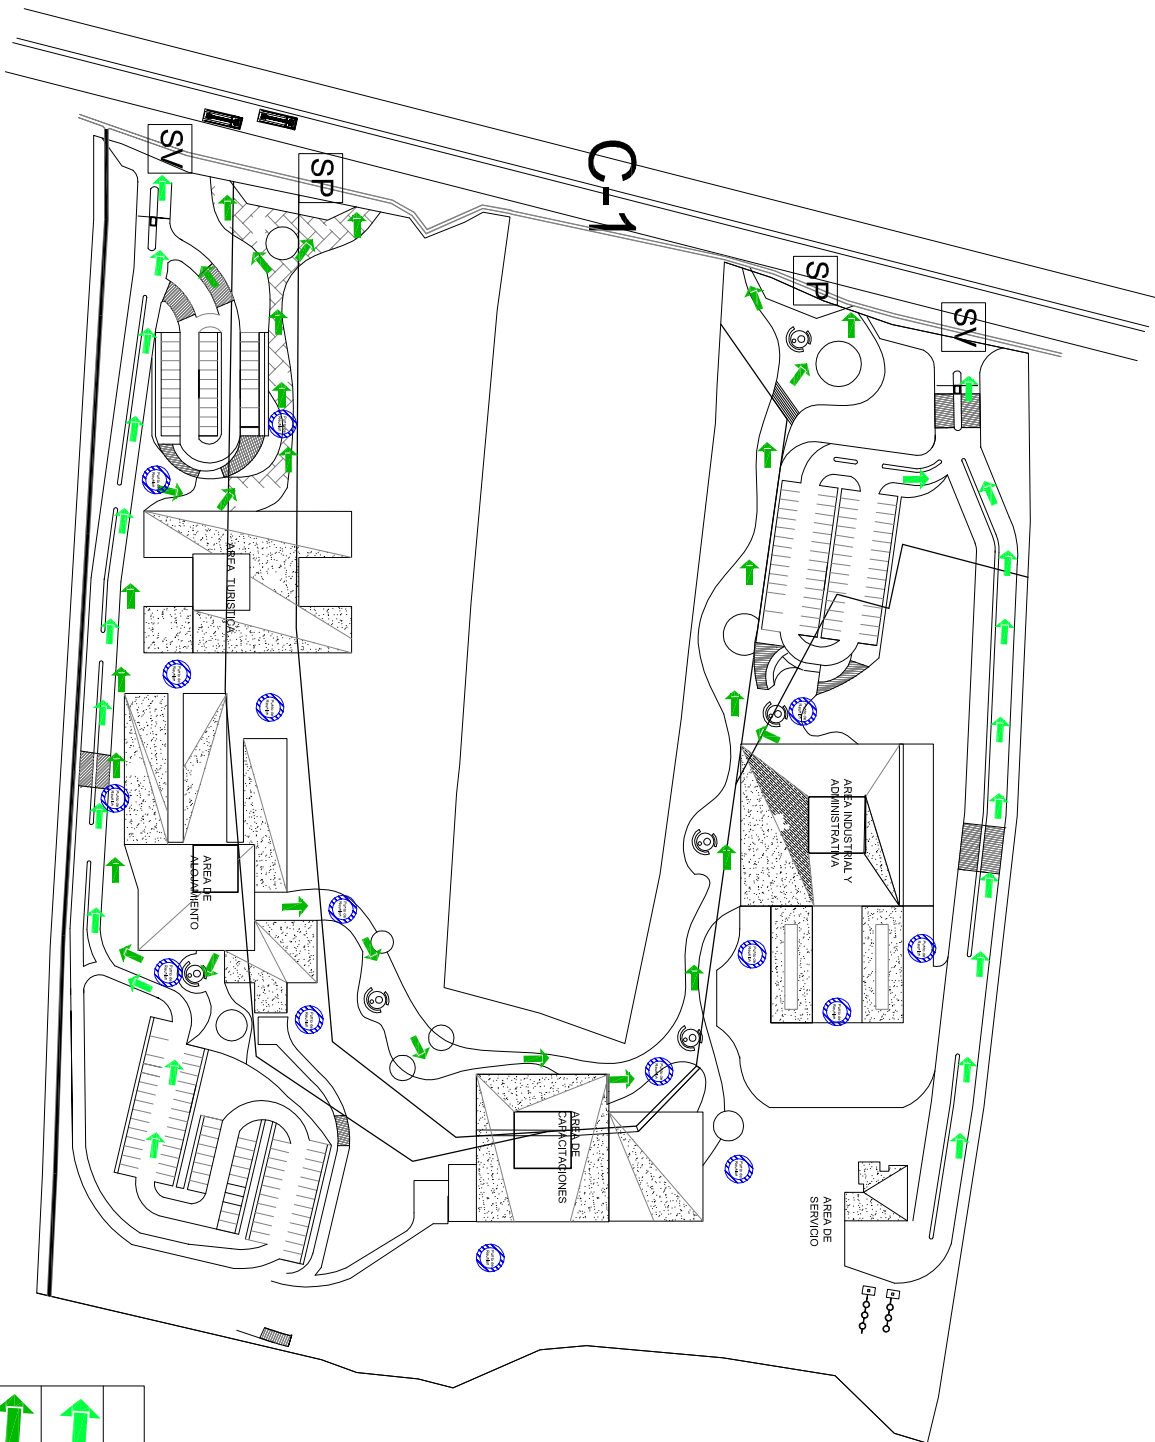 C-1
SV
SP
SP
SV
AREA TURISTICA
AREA INDUSTRIAL Y
ADMINISTRATIVA
AREA DE
ALOJAMIENTO
AREA DE
CAPACITACIONES
AREA DE
SERVICIO